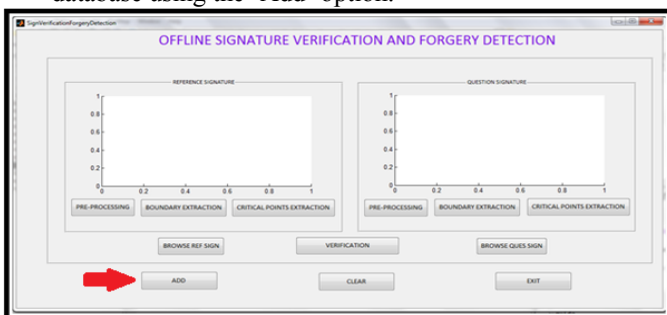 database using the "Add" option.
SignVerificationForgeryDetection
OFFLINE SIGNATURE VERIFICATION AND FORGERY DETECTION
REFERENCE SIGNATURE
1
0.8
0.6
0.4
0.2
0
0 0.2 0.4 0.6 0.8 1
PRE-PROCESSING BOUNDARY EXTRACTION CRITICAL POINTS EXTRACTION
QUESTION SIGNATURE
1
0.8
0.6
0.4
0.2
0
0 0.2 0.4 0.6 0.8 1
PRE-PROCESSING BOUNDARY EXTRACTION CRITICAL POINTS EXTRACTION
BROWSE REF SIGN VERIFICATION BROWSE QUES SIGN
ADD CLEAR EXIT